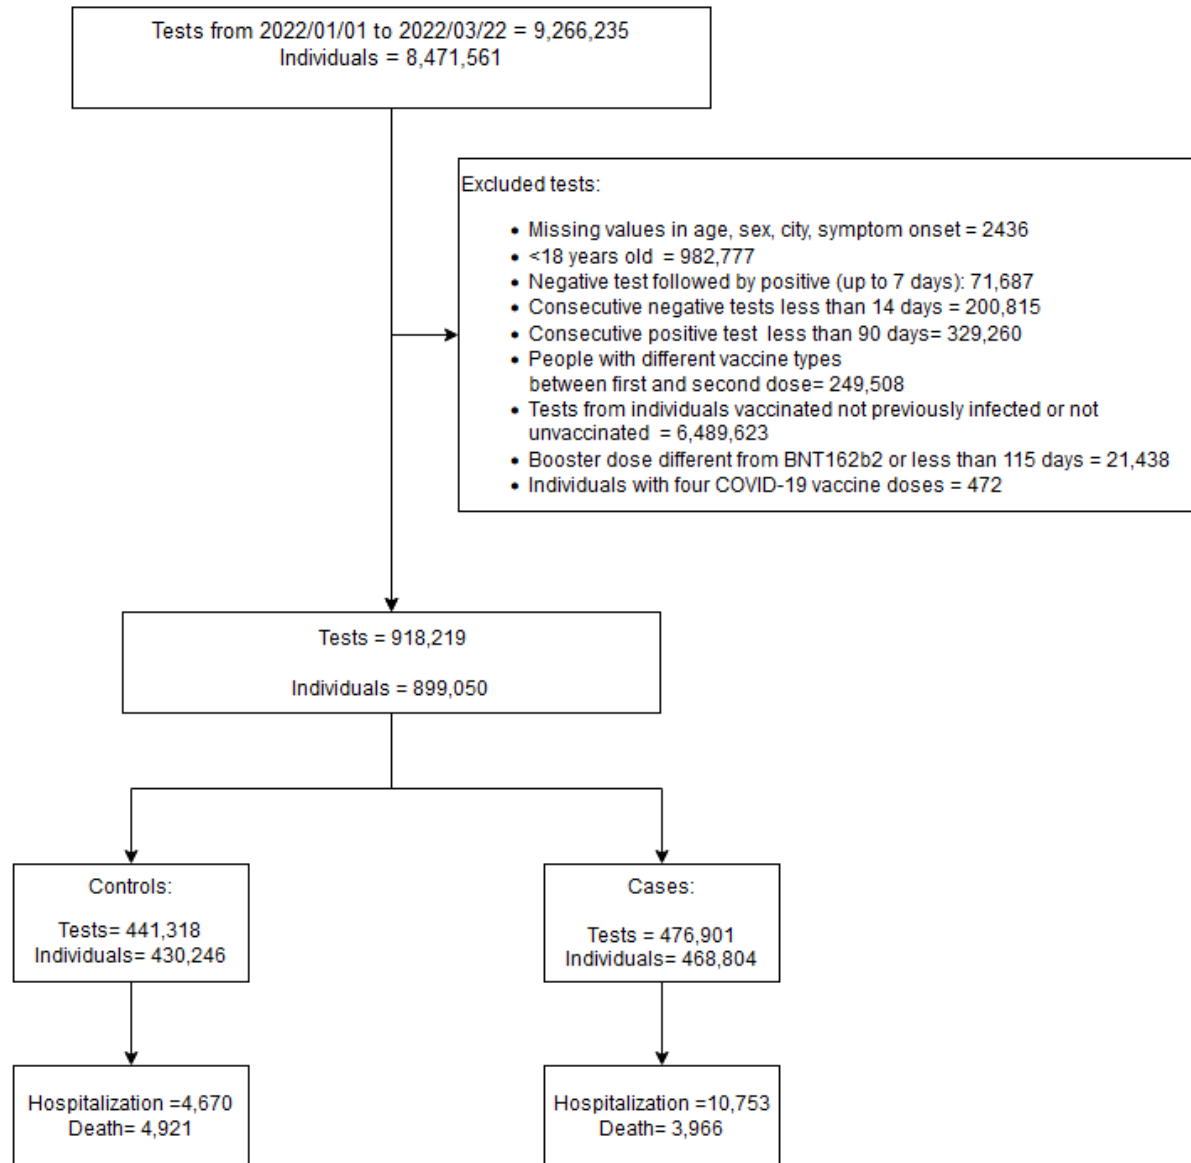 Tests from 2022/01/01 to 2022/03/22 = 9,266,235
Individuals = 8,471,561
Excluded tests:
• Missing values in age, sex, city, symptom onset = 2436
• <18 years old = 982,777
• Negative test followed by positive (up to 7 days): 71,687
• Consecutive negative tests less than 14 days = 200,815
• Consecutive positive test less than 90 days= 329,260
• People with different vaccine types
between first and second dose= 249,508
• Tests from individuals vaccinated not previously infected or not
unvaccinated = 6,489,623
• Booster dose different from BNT162b2 or less than 115 days = 21,438
• Individuals with four COVID-19 vaccine doses = 472
Tests = 918,219
Individuals = 899,050
Controls:
Tests= 441,318
Individuals= 430,246
Cases:
Tests = 476,901
Individuals= 468,804
Hospitalization =4,670
Death= 4,921
Hospitalization =10,753
Death= 3,966